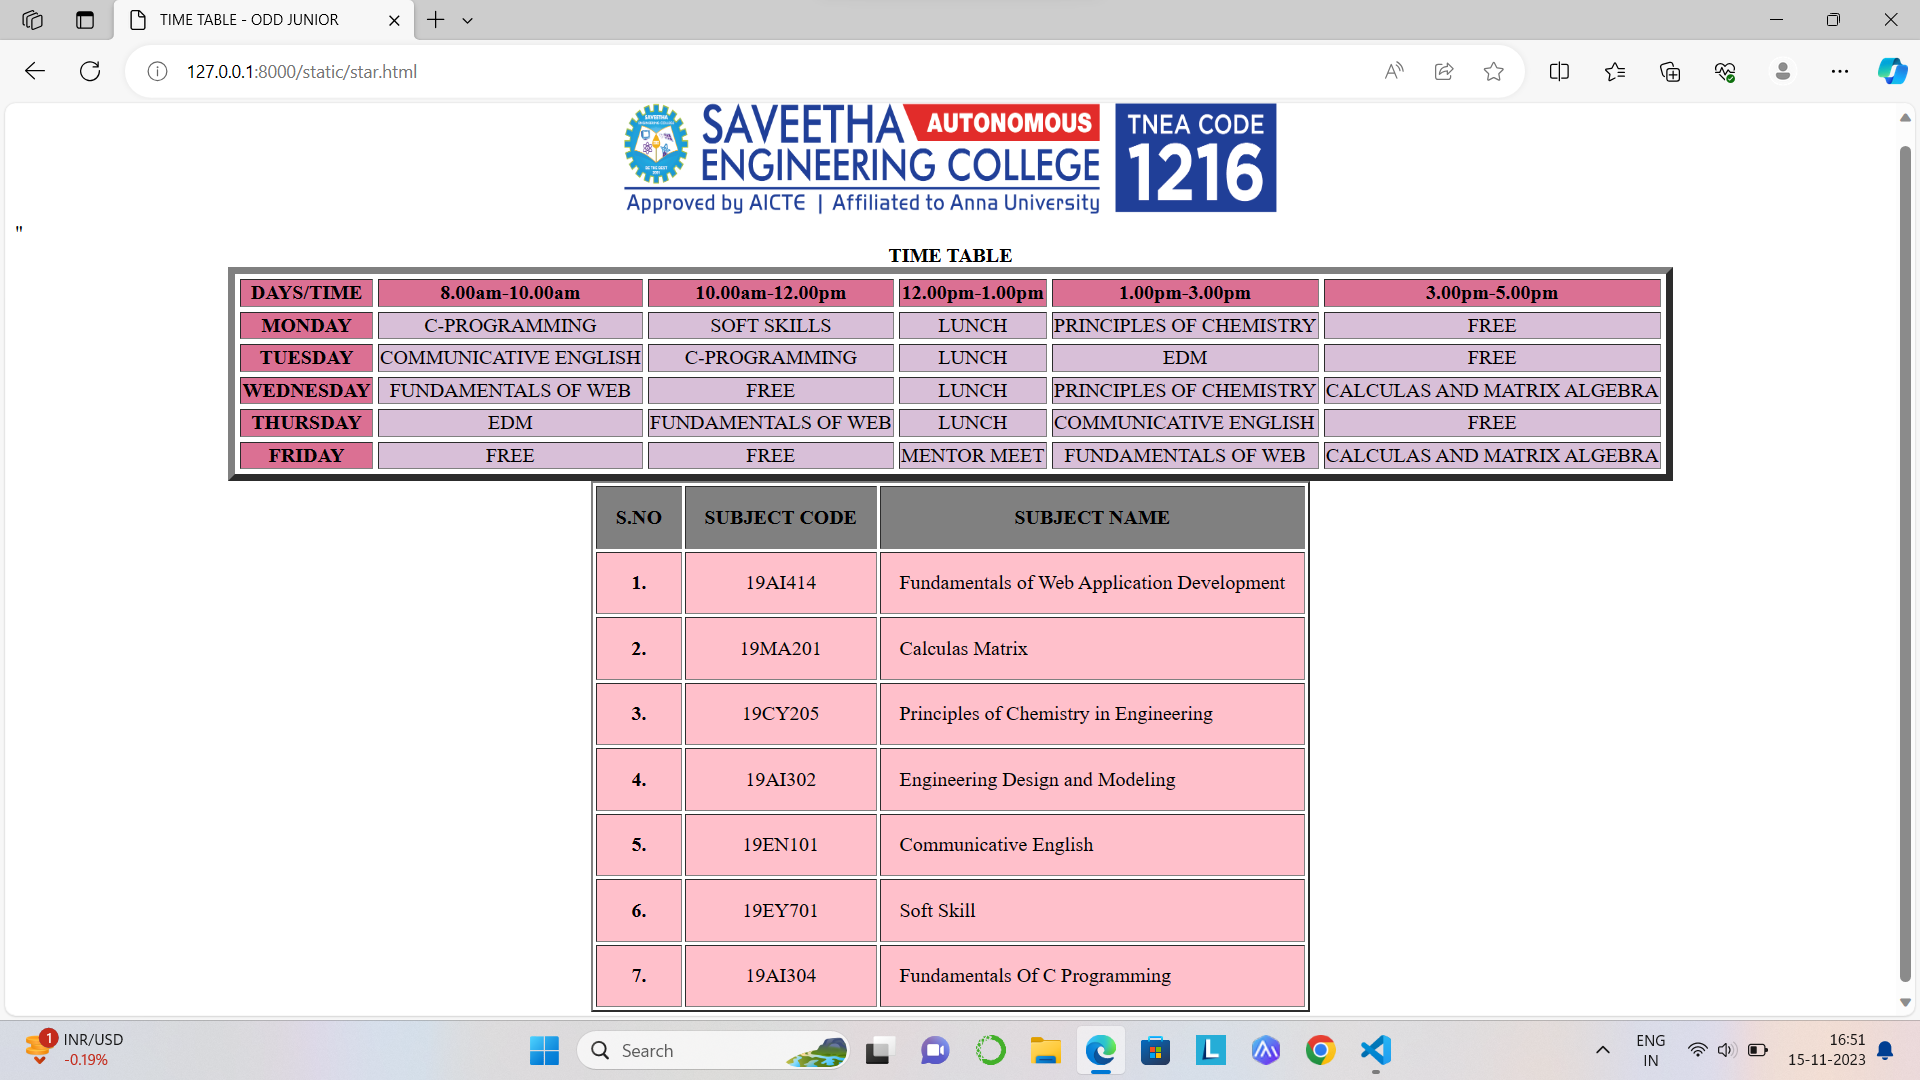 TIME TABLE - ODD JUNIOR
127.0.0.1:8000/static/star.html
SAVEETHA AUTONOMOUS
ENGINEERING COLLEGE
Approved by AICTE | Affiliated to Anna University
TNEA CODE
1216
"
TIME TABLE
DAYS/TIME 8.00am-10.00am 10.00am-12.00pm 12.00pm-1.00pm 1.00pm-3.00pm 3.00pm-5.00pm
MONDAY C-PROGRAMMING SOFT SKILLS LUNCH PRINCIPLES OF CHEMISTRY FREE
TUESDAY COMMUNICATIVE ENGLISH C-PROGRAMMING LUNCH EDM FREE
WEDNESDAY FUNDAMENTALS OF WEB FREE LUNCH PRINCIPLES OF CHEMISTRY CALCULAS AND MATRIX ALGEBRA
THURSDAY EDM FUNDAMENTALS OF WEB LUNCH COMMUNICATIVE ENGLISH FREE
FRIDAY FREE FREE MENTOR MEET FUNDAMENTALS OF WEB CALCULAS AND MATRIX ALGEBRA
S.NO SUBJECT CODE SUBJECT NAME
1. 19AI414 Fundamentals of Web Application Development
2. 19MA201 Calculas Matrix
3. 19CY205 Principles of Chemistry in Engineering
4. 19AI302 Engineering Design and Modeling
5. 19EN101 Communicative English
6. 19EY701 Soft Skill
7. 19AI304 Fundamentals Of C Programming
1 INR/USD
-0.19%
Search
ENG
IN
16:51
15-11-2023